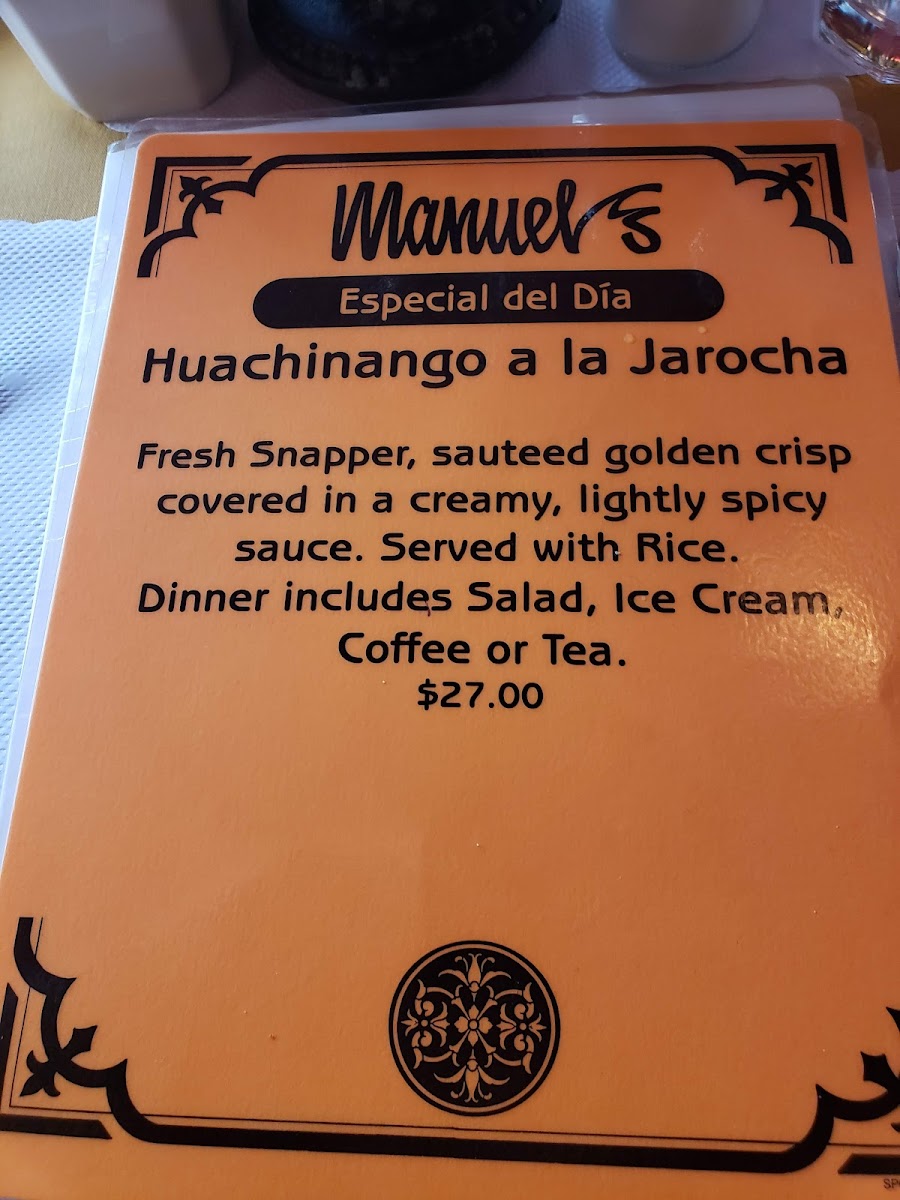 Manuel's
Especial del Día
Huachinango a la Jarocha
Fresh Snapper, sauteed golden crisp
covered in a creamy, lightly spicy
sauce. Served with Rice.
Dinner includes Salad, Ice Cream,
Coffee or Tea.
$27.00